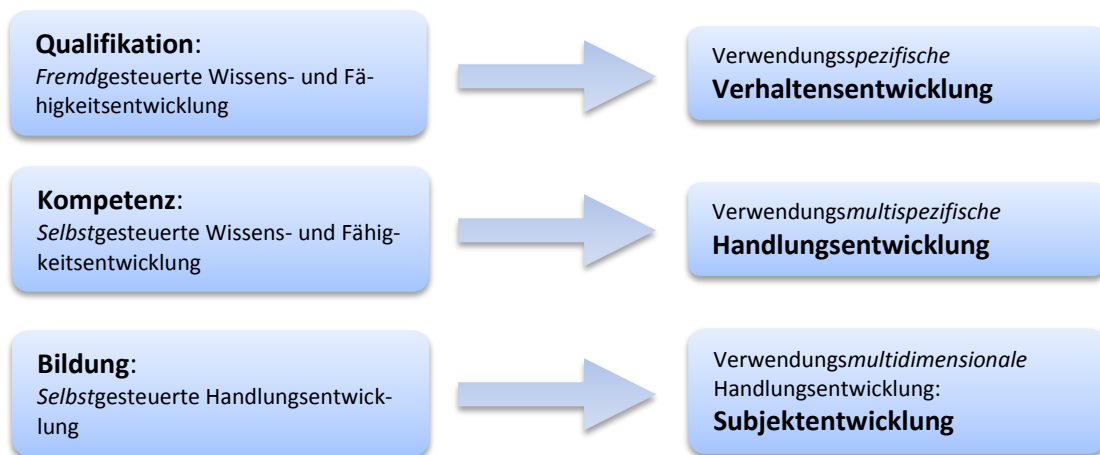 Qualifikation:
Fremdgesteuerte Wissens- und Fä-
higkeitsentwicklung
Verwendungsspezifische
Verhaltensentwicklung
Kompetenz:
Selbstgesteuerte Wissens- und Fähig-
keitsentwicklung
Verwendungsmultispezifische
Handlungsentwicklung
Bildung:
Selbstgesteuerte Handlungsentwick-
lung
Verwendungsmultidimensionale
Handlungsentwicklung:
Subjektentwicklung